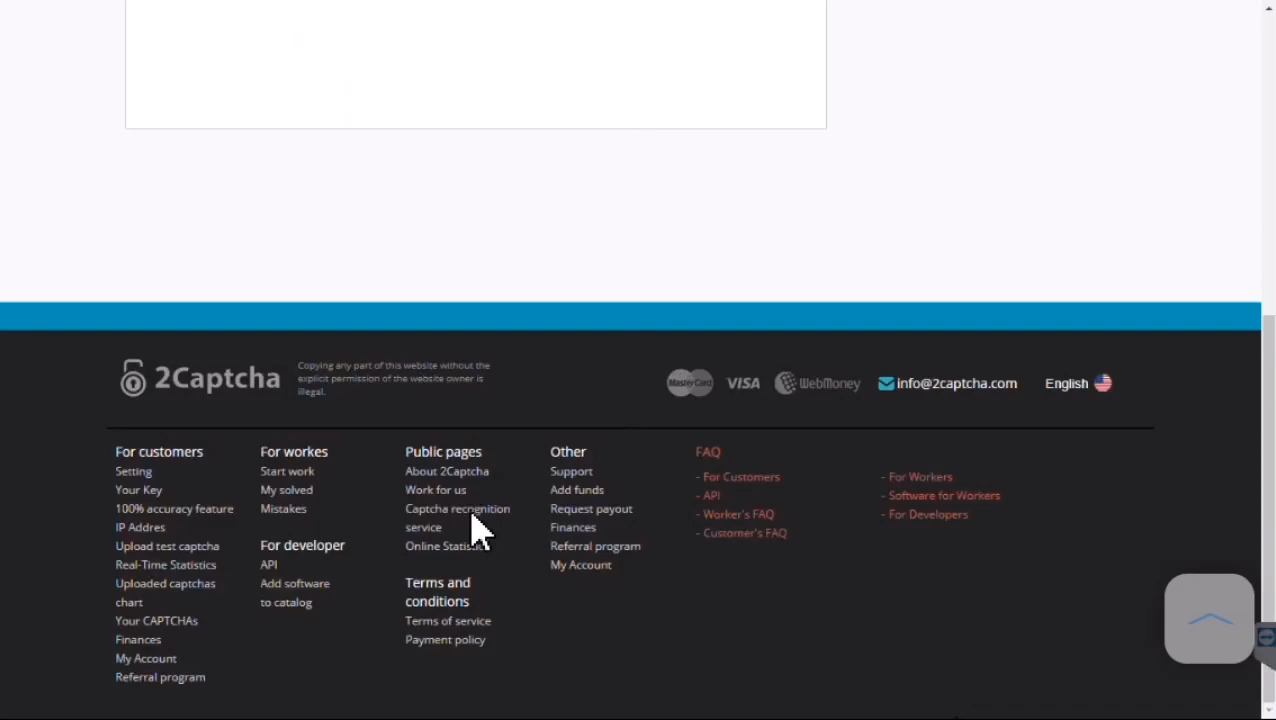 2Captcha
Copying any part of this website without the
explicit permission of the website owner is
illegal.
MasterCard
VISA
WebMoney
info@2captcha.com
English
For customers
Setting
Your Key
100% accuracy feature
IP Addres
Upload test captcha
Real-Time Statistics
Uploaded captchas
chart
Your CAPTCHAs
Finances
My Account
Referral program
For workes
Start work
My solved
Mistakes
For developer
API
Add software
to catalog
Public pages
About 2Captcha
Work for us
Captcha recognition
service
Online
Terms and
conditions
Terms of service
Payment policy
Other
Support
Add funds
Request payout
Finances
Referral program
My Account
FAQ
- For Customers
- API
- Worker's FAQ
- Customer's FAQ
- For Workers
- Software for Workers
- For Developers